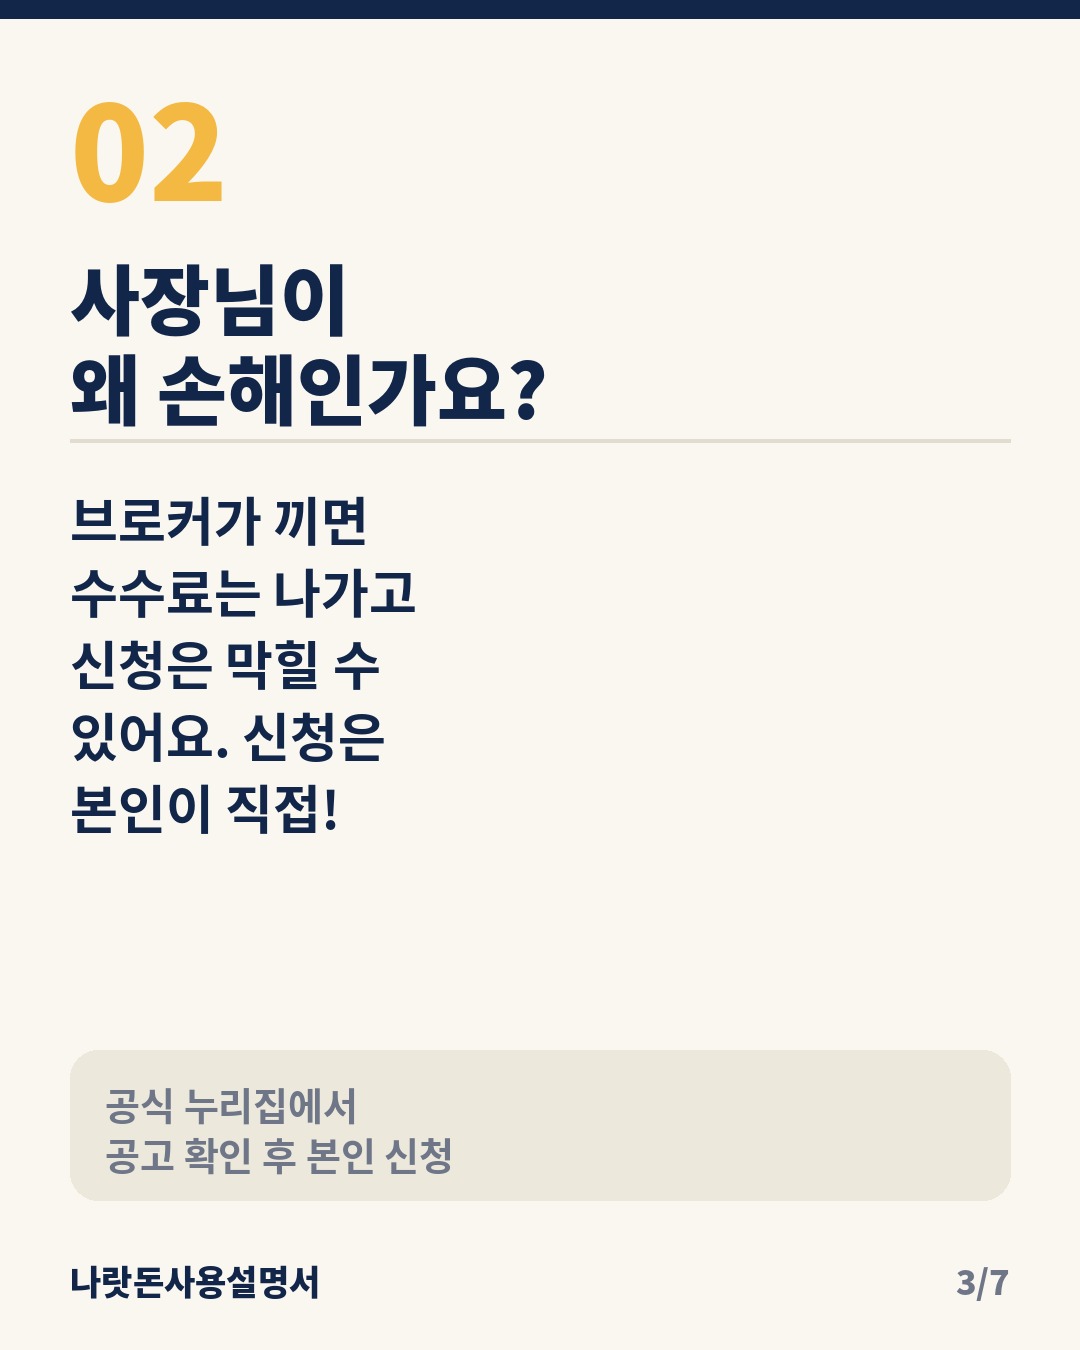 02
사장님이
왜 손해인가요?
브로커가 끼면
수수료는 나가고
신청은 막힐 수
있어요. 신청은
본인이 직접!
공식 누리집에서
공고 확인 후 본인 신청
나랏돈사용설명서
3/7